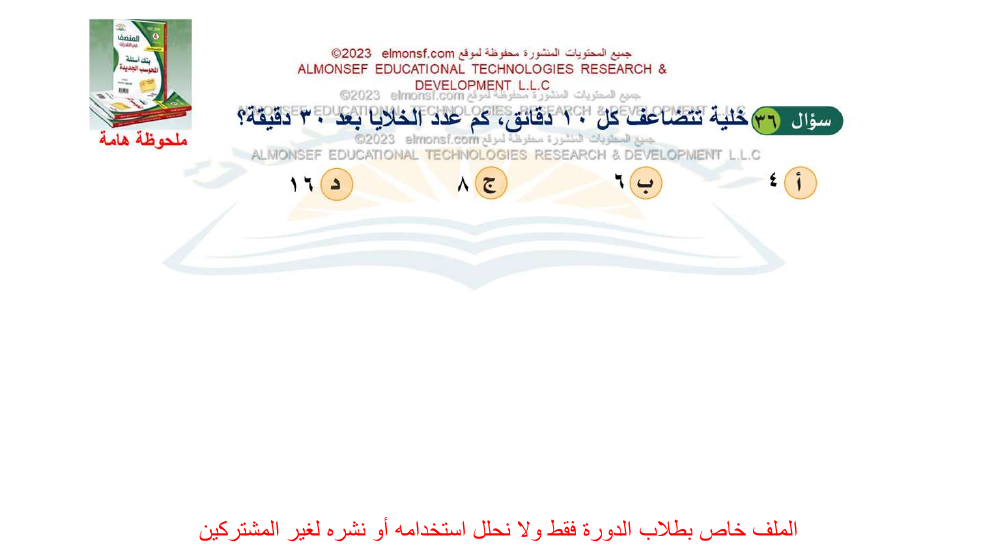 المنصف
في القدرات
بنك أسئلة
المحوسب الجديدة
ملحوظة هامة
جميع المحتويات المنشورة محفوظة لموقع elmonsf.com ©2023
ALMONSEF EDUCATIONAL TECHNOLOGIES RESEARCH &
DEVELOPMENT L.L.C
جميع المحتويات المنشورة محفوظة لموقع elmonsf.com ©2023
ALMONSEF EDUCATIONAL TECHNOLOGIES RESEARCH & DEVELOPMENT L.L.C
سؤال ٣٦ خلية تتضاعف كل ١٠ دقائق، كم عدد الخلايا بعد ٣٠ دقيقة؟
جميع المحتويات المنشورة محفوظة لموقع elmonsf.com ©2023
ALMONSEF EDUCATIONAL TECHNOLOGIES RESEARCH & DEVELOPMENT L.L.C
أ ٤ ب ٦ ج ٨ د ١٦
الملف خاص بطلاب الدورة فقط ولا نحلل استخدامه أو نشره لغير المشتركين